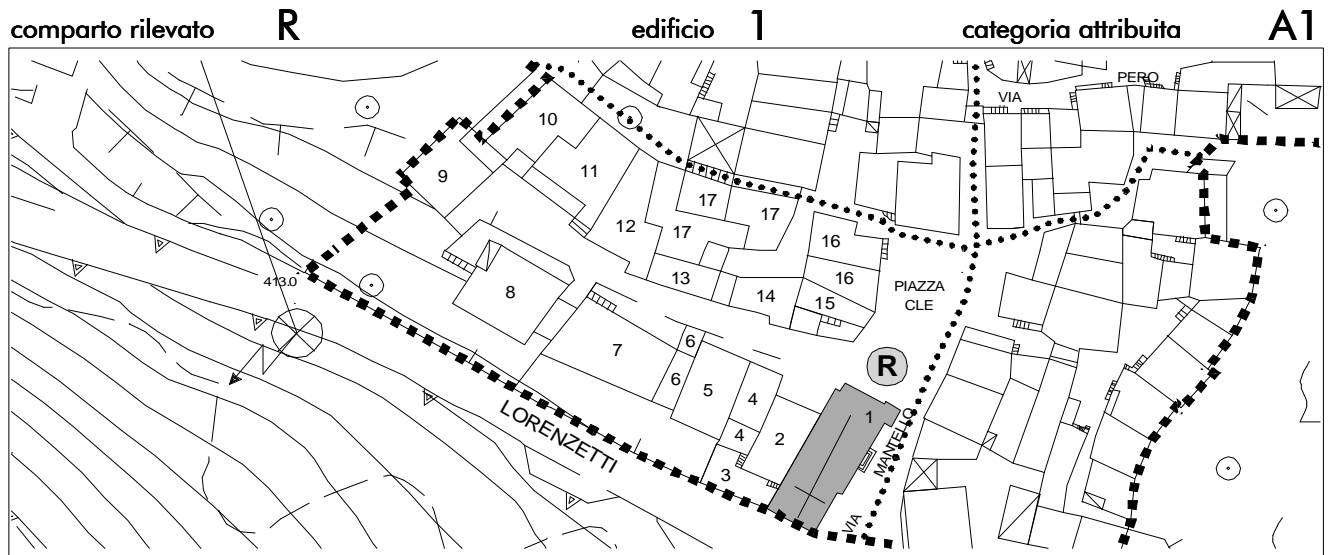 comparto rilevato R edificio 1 categoria attribuita A1
PERO
VIA
10
9
11
17
17
12
17
16
16
13
413.0
8
14
15
PIAZZA
CLE
7
6
6
5
4
R
1
LORENZETTI
4
2
3
VIA MANTELLO